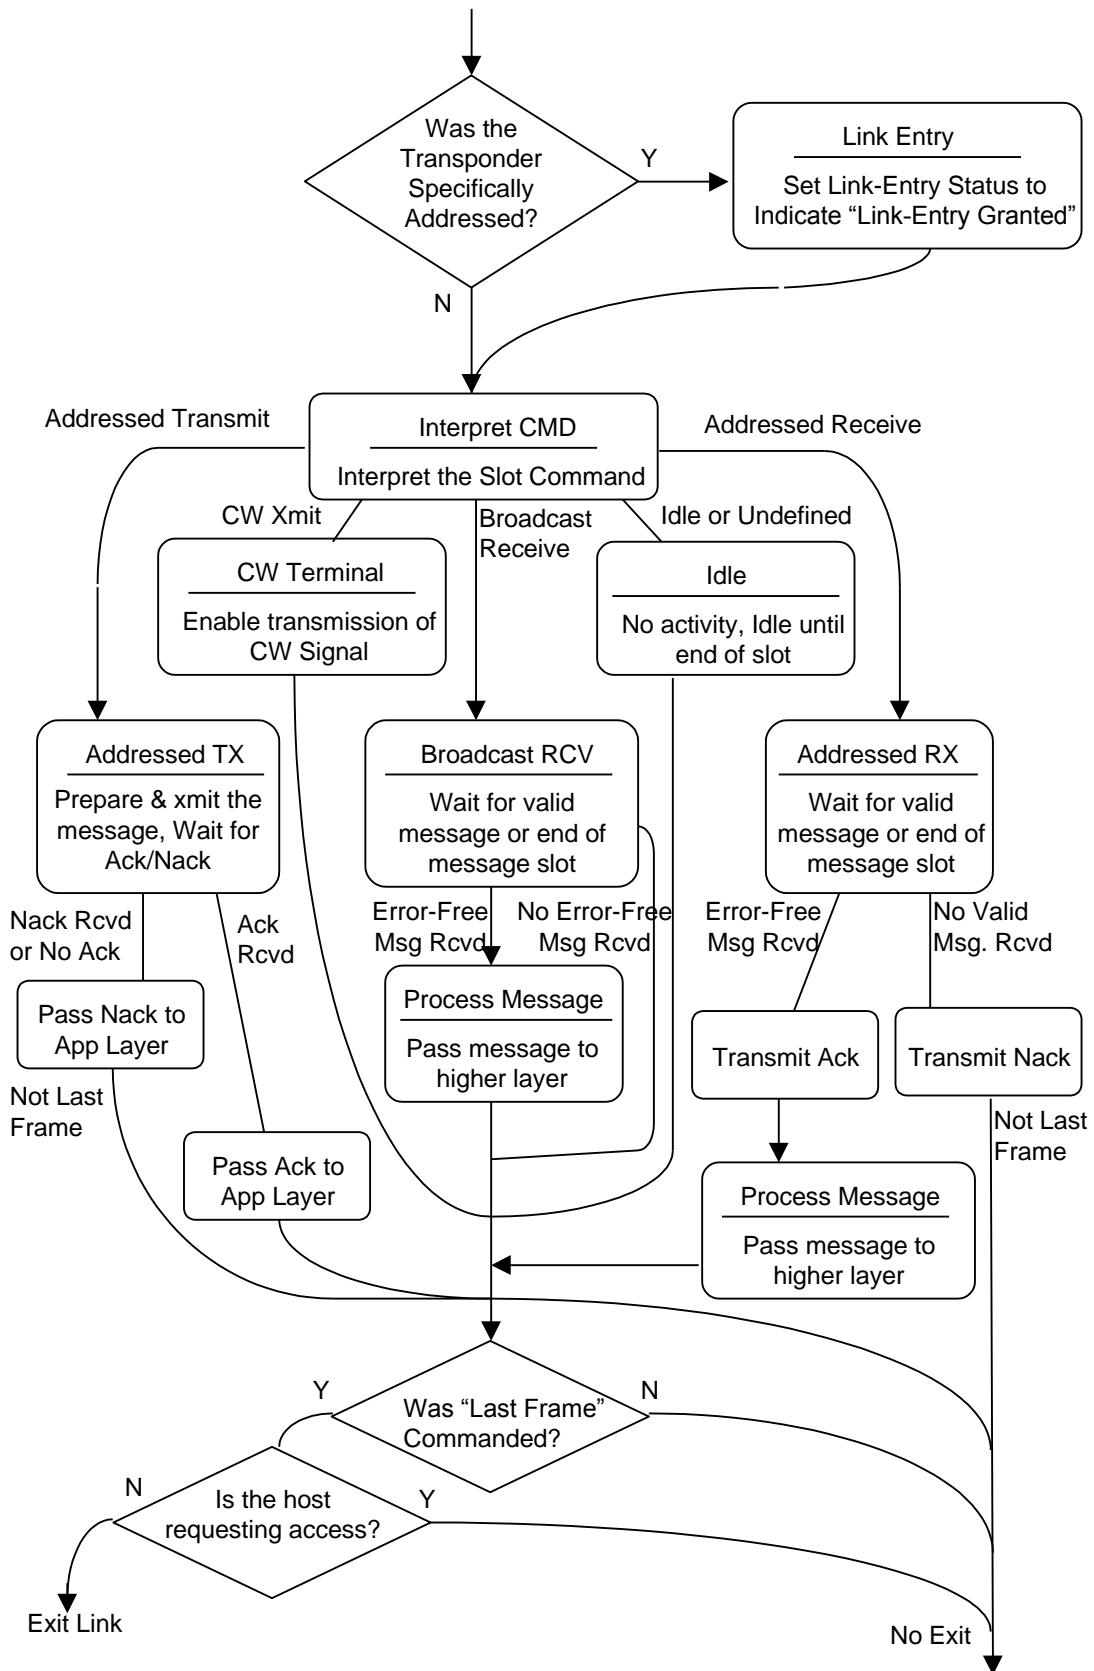 Was the
Transponder
Specifically
Addressed?
Y
N
Link Entry
Set Link-Entry Status to
Indicate “Link-Entry Granted”
Addressed Transmit
Interpret CMD
Interpret the Slot Command
Addressed Receive
CW Xmit
Broadcast
Receive
Idle or Undefined
CW Terminal
Enable transmission of
CW Signal
Idle
No activity, Idle until
end of slot
Addressed TX
Prepare & xmit the
message, Wait for
Ack/Nack
Broadcast RCV
Wait for valid
message or end of
message slot
Addressed RX
Wait for valid
message or end of
message slot
Nack Rcvd
or No Ack
Ack
Rcvd
Error-Free
Msg Rcvd
No Error-Free
Msg Rcvd
Error-Free
Msg Rcvd
No Valid
Msg. Rcvd
Pass Nack to
App Layer
Process Message
Pass message to
higher layer
Transmit Ack
Transmit Nack
Not Last
Frame
Not Last
Frame
Pass Ack to
App Layer
Process Message
Pass message to
higher layer
Y
Was “Last Frame”
Commanded?
N
N
Is the host
requesting access?
Y
Exit Link
No Exit